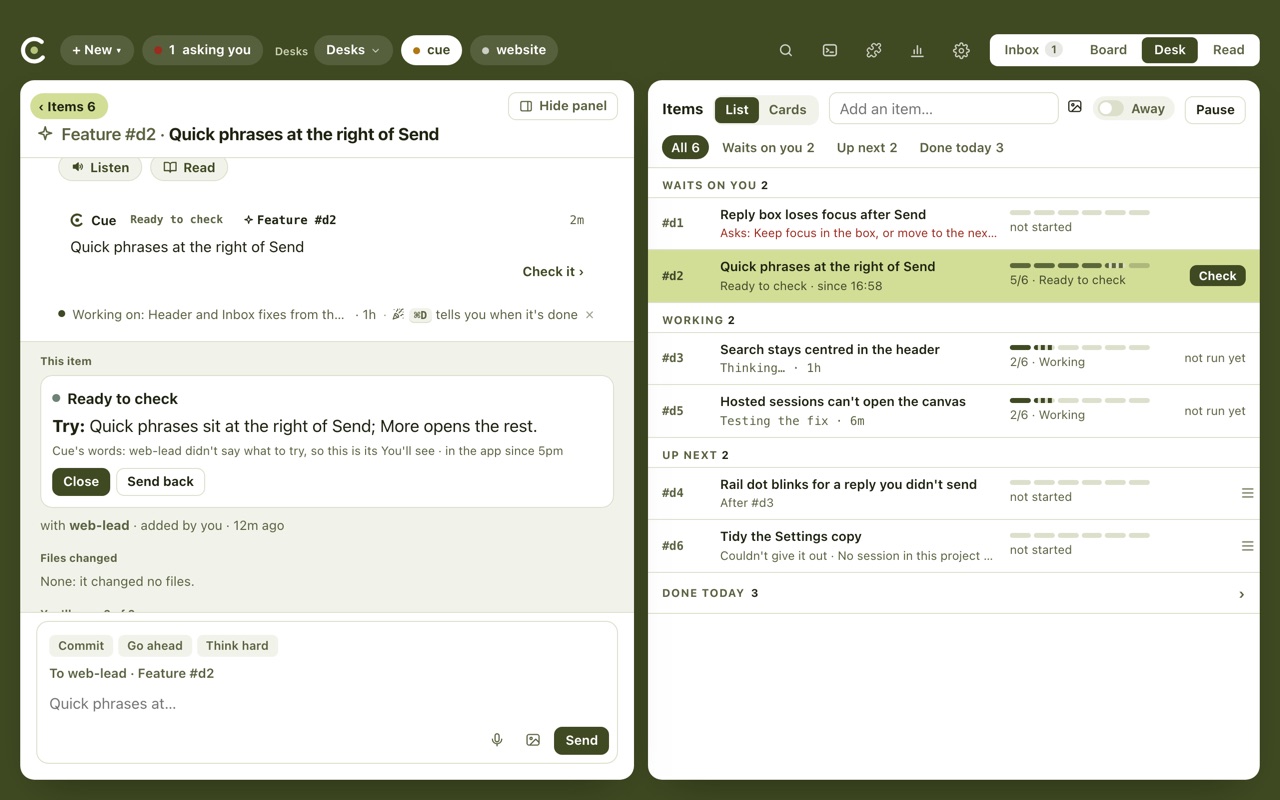 + New ▾
1 asking you
Desks
Desks
cue
website
Inbox 1
Board
Desk
Read
‹ Items 6
Hide panel
Feature #d2 · Quick phrases at the right of Send
Listen
Read
Cue Ready to check Feature #d2 2m
Quick phrases at the right of Send
Check it ›
Working on: Header and Inbox fixes from th… · 1h · ⌘D tells you when it's done ×
This item
Ready to check
Try: Quick phrases sit at the right of Send; More opens the rest.
Cue's words: web-lead didn't say what to try, so this is its You'll see · in the app since 5pm
Close
Send back
with web-lead · added by you · 12m ago
Files changed
None: it changed no files.
Commit
Go ahead
Think hard
To web-lead · Feature #d2
Quick phrases at…
Send
Items
List
Cards
Add an item…
Away
Pause
All 6
Waits on you 2
Up next 2
Done today 3
WAITS ON YOU 2
#d1
Reply box loses focus after Send
Asks: Keep focus in the box, or move to the nex…
not started
#d2
Quick phrases at the right of Send
Ready to check · since 16:58
5/6 · Ready to check
Check
WORKING 2
#d3
Search stays centred in the header
Thinking… · 1h
2/6 · Working
not run yet
#d5
Hosted sessions can't open the canvas
Testing the fix · 6m
2/6 · Working
not run yet
UP NEXT 2
#d4
Rail dot blinks for a reply you didn't send
After #d3
not started
#d6
Tidy the Settings copy
Couldn't give it out · No session in this project …
not started
DONE TODAY 3 ›